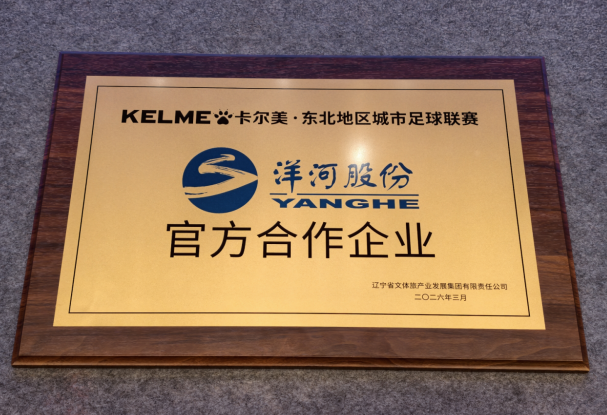 KELME卡尔美·东北地区城市足球联赛
洋河股份
YANGHE
官方合作企业
辽宁省文体旅产业发展集团有限责任公司
二〇二六年三月